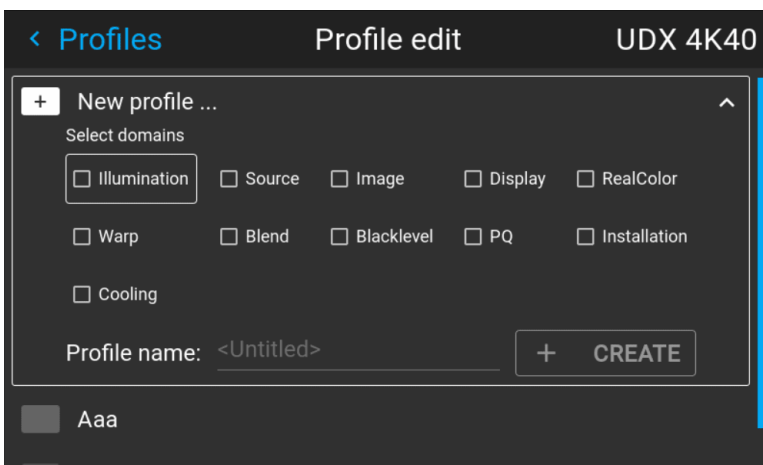 < Profiles Profile edit UDX 4K40
+ New profile ...
Select domains
Illumination Source Image Display RealColor
Warp Blend Blacklevel PQ Installation
Cooling
Profile name: <Untitled> + CREATE
Aaa